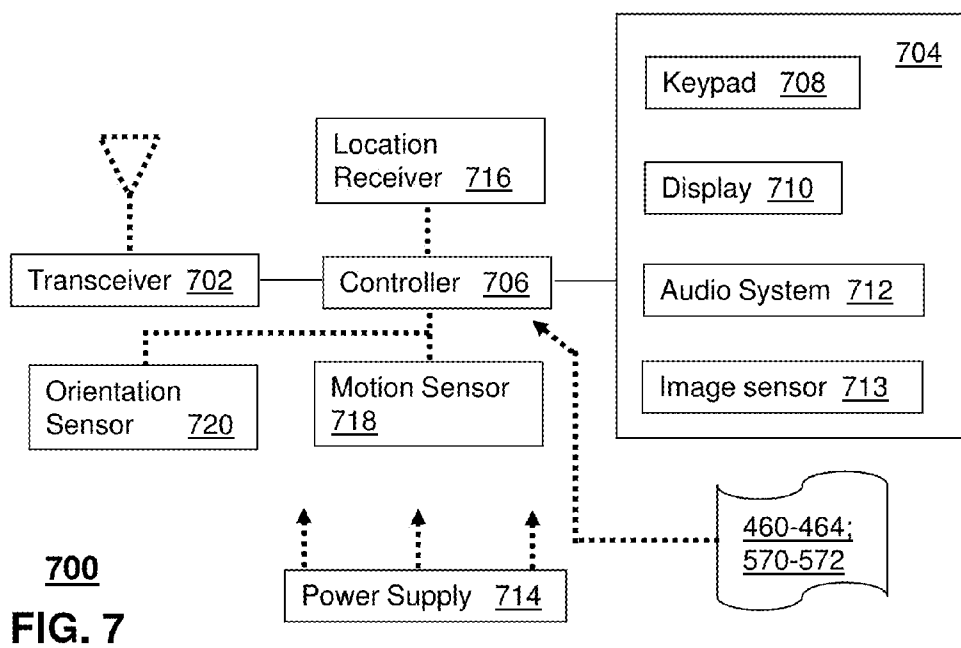 704
Keypad 708
Location
Receiver 716
Display 710
Transceiver 702
Controller 706
Audio System 712
Orientation
Sensor 720
Motion Sensor
718
Image sensor 713
460-464;
570-572
700
Power Supply 714
FIG. 7